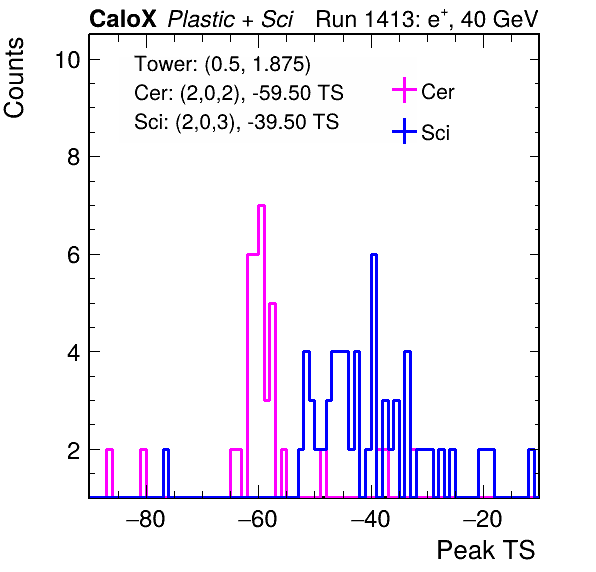 CaloX Plastic + Sci Run 1413: e⁺, 40 GeV
Counts
Tower: (0.5, 1.875)
Cer: (2,0,2), -59.50 TS
Sci: (2,0,3), -39.50 TS
Cer
Sci
10
8
6
4
2
−80 −60 −40 −20
Peak TS